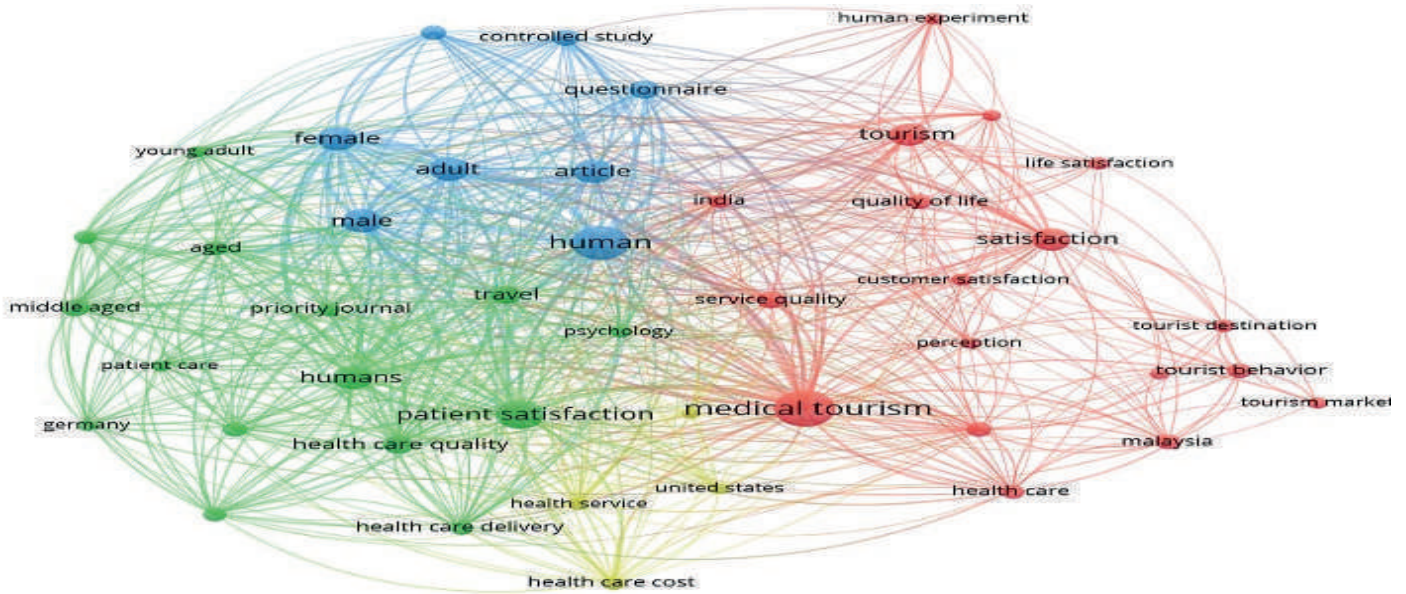 human experiment
controlled study
questionnaire
tourism
female
young adult
life satisfaction
adult
article
india
quality of life
male
human
satisfaction
aged
customer satisfaction
travel
service quality
middle aged
priority journal
tourist destination
psychology
perception
patient care
tourist behavior
humans
tourism market
medical tourism
patient satisfaction
germany
malaysia
health care quality
united states
health care
health service
health care delivery
health care cost